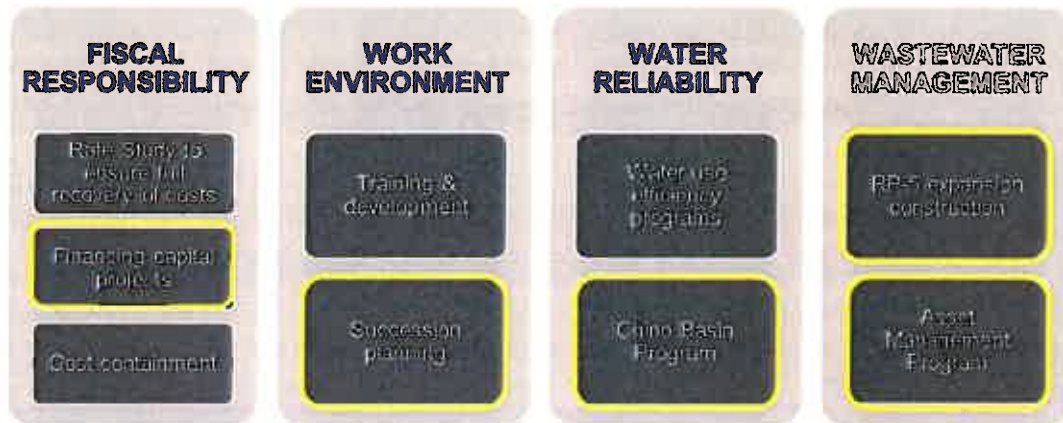 FISCAL
RESPONSIBILITY
Rate Study to
ensure full
recovery of costs
Financing capital
projects
Cost containment
WORK
ENVIRONMENT
Training &
development
Succession
planning
WATER
RELIABILITY
Water use
efficiency
programs
Chino Basin
Program
WASTEWATER
MANAGEMENT
RP-5 expansion
construction
Asset
Management
Program